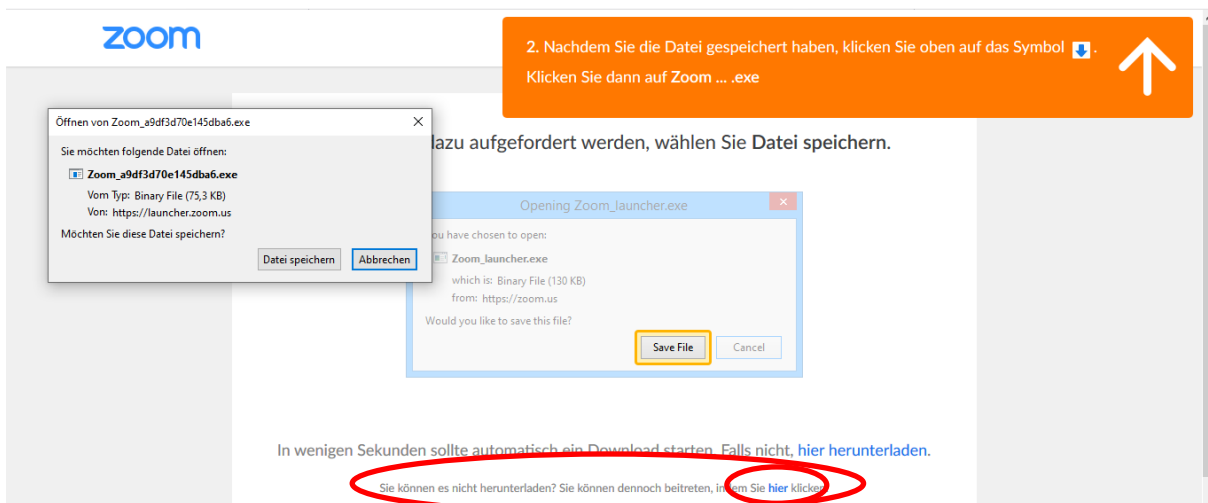 zoom
2. Nachdem Sie die Datei gespeichert haben, klicken Sie oben auf das Symbol .
Klicken Sie dann auf Zoom ... .exe
Öffnen von Zoom_a9df3d70e145dba6.exe
Sie möchten folgende Datei öffnen:
Zoom_a9df3d70e145dba6.exe
Vom Typ: Binary File (75,3 KB)
Von: https://launcher.zoom.us
Möchten Sie diese Datei speichern?
Datei speichern Abbrechen
aufgefordert werden, wählen Sie Datei speichern.
Opening Zoom_launcher.exe
have chosen to open:
Zoom_launcher.exe
which is: Binary File (130 KB)
from: https://zoom.us
Would you like to save this file?
Save File Cancel
In wenigen Sekunden sollte automatisch ein Download starten. Falls nicht, hier herunterladen.
Sie können es nicht herunterladen? Sie können dennoch beitreten, indem Sie hier klicken